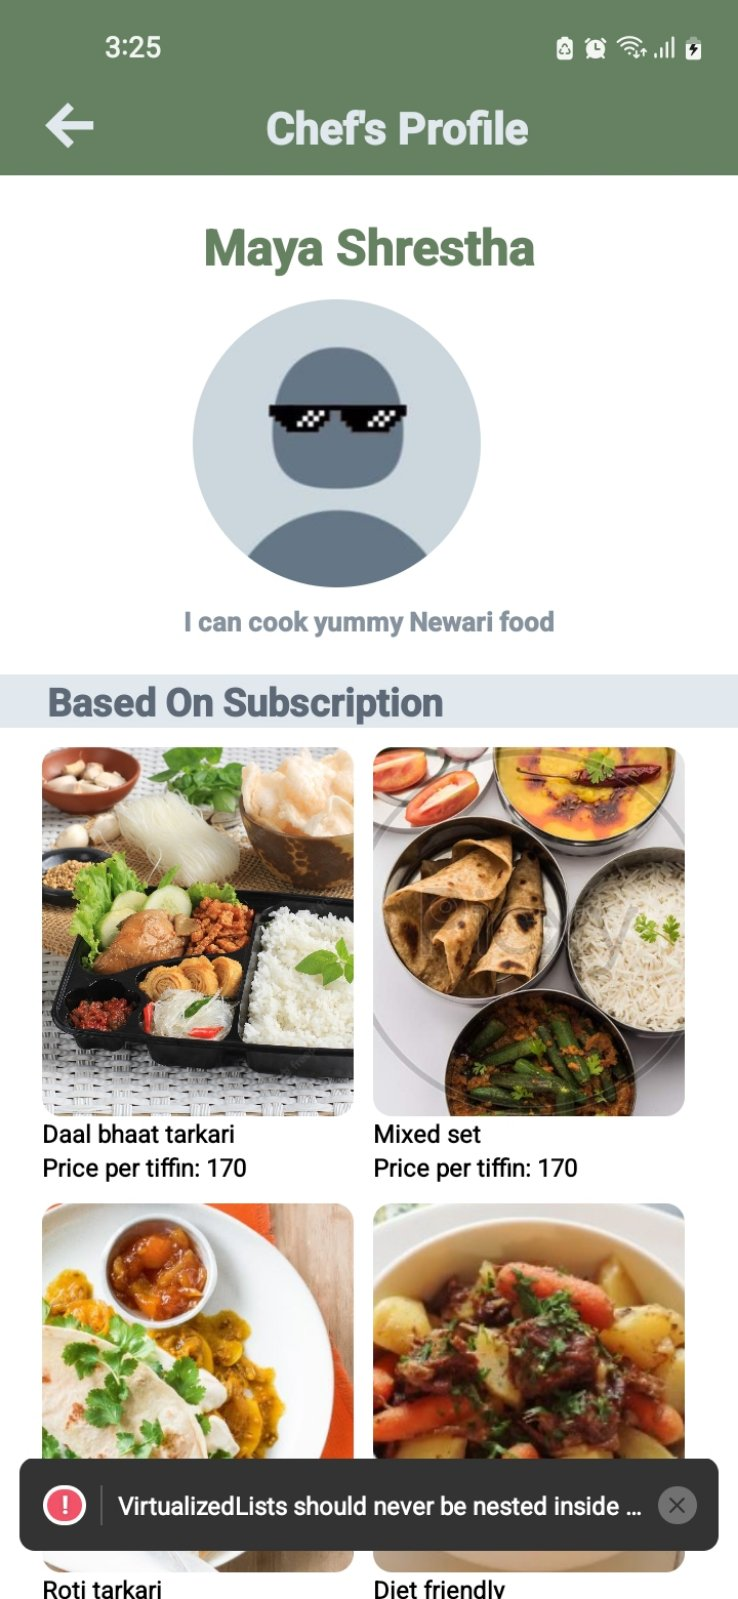 3:25
Chef's Profile
Maya Shrestha
I can cook yummy Newari food
Based On Subscription
Daal bhaat tarkari
Price per tiffin: 170
Mixed set
Price per tiffin: 170
! VirtualizedLists should never be nested inside ...
Roti tarkari
Diet friendly